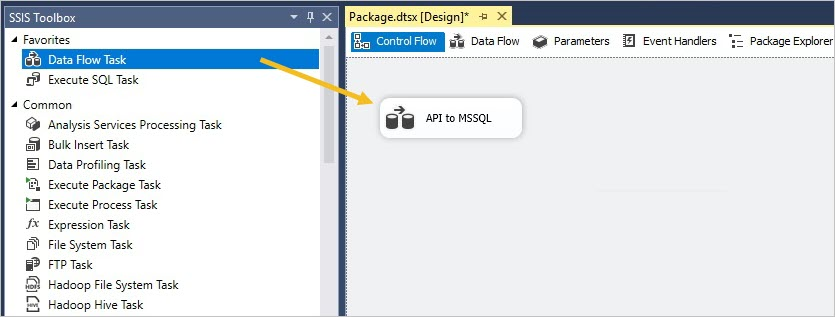 SSIS Toolbox
Favorites
Data Flow Task
Execute SQL Task
Common
Analysis Services Processing Task
Bulk Insert Task
Data Profiling Task
Execute Package Task
Execute Process Task
Expression Task
File System Task
FTP Task
Hadoop File System Task
Hadoop Hive Task
Package.dtsx [Design]*
Control Flow Data Flow Parameters Event Handlers Package Explorer
API to MSSQL